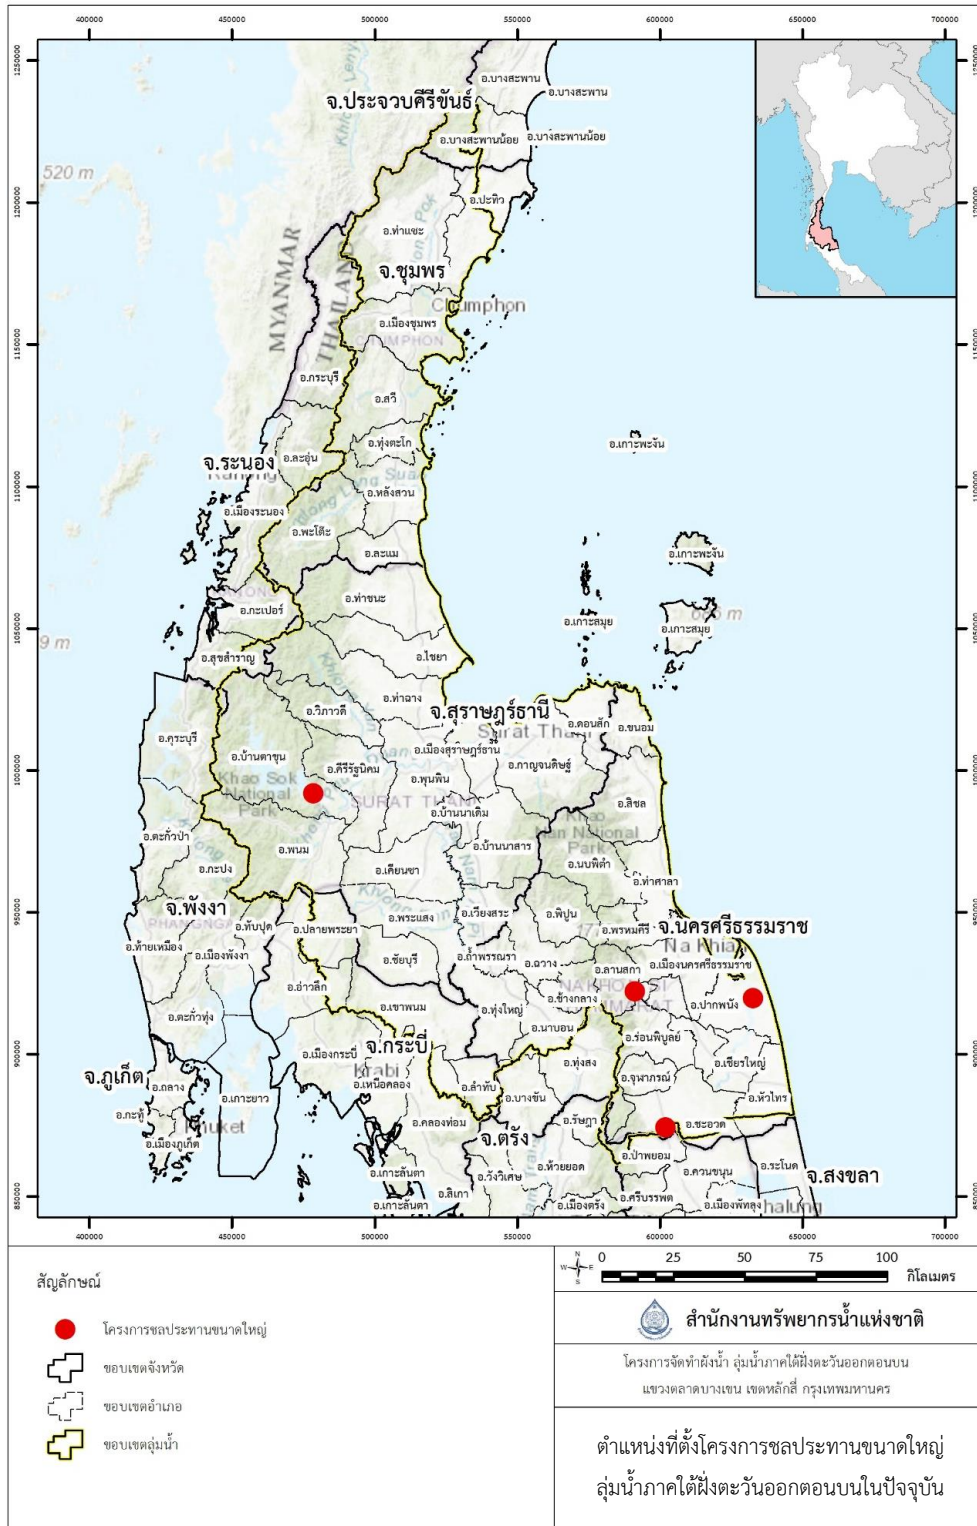 400000 450000 500000 550000 600000 650000 700000
1250000
1200000
1150000
1100000
1050000
1000000
950000
900000
850000
อ.บางสะพาน
อ.บางสะพาน
จ.ประจวบคีรีขันธ์
อ.บางสะพานน้อย
อ.บางสะพานน้อย
520 m
อ.ปะทิว
อ.ท่าแซะ
จ.ชุมพร
MYANMAR
THAILAND
Chumphon
อ.เมืองชุมพร
CHUMPHON
อ.กระบุรี
อ.สวี
อ.ทุ่งตะโก
อ.เกาะพะงัน
จ.ระนอง
อ.ละอุ่น
อ.หลังสวน
อ.เมืองระนอง
อ.พะโต๊ะ
อ.ละแม
อ.เกาะพะงัน
อ.ท่าชนะ
อ.กะเปอร์
อ.เกาะสมุย
อ.เกาะสมุย
686 m
9 m
อ.สุขสำราญ
อ.ไชยา
อ.ท่าฉาง
อ.วิภาวดี
จ.สุราษฎร์ธานี
Surat Thani
อ.ดอนสัก
อ.ขนอม
อ.คุระบุรี
อ.บ้านตาขุน
อ.เมืองสุราษฎร์ธานี
อ.คีรีรัฐนิคม
อ.พุนพิน
อ.กาญจนดิษฐ์
Khao Sok
National
Park
SURAT THANI
อ.บ้านนาเดิม
อ.สิชล
Khao
Nan National
Park
อ.ตะกั่วป่า
อ.พนม
อ.บ้านนาสาร
อ.นบพิตำ
อ.กะปง
อ.เคียนซา
อ.ท่าศาลา
จ.พังงา
PHANGNGA
อ.ทับปุด
อ.ปลายพระยา
อ.พระแสง
อ.เวียงสระ
อ.พิปูน
อ.พรหมคีรี
จ.นครศรีธรรมราช
อ.ท้ายเหมือง
อ.เมืองพังงา
อ.ชัยบุรี
อ.ถ้ำพรรณรา
อ.ฉวาง
อ.ลานสกา
อ.เมืองนครศรีธรรมราช
อ.อ่าวลึก
อ.เขาพนม
อ.ทุ่งใหญ่
อ.ช้างกลาง
อ.ปากพนัง
อ.ตะกั่วทุ่ง
อ.เมืองกระบี่
จ.กระบี่
Krabi
อ.นาบอน
อ.ร่อนพิบูลย์
จ.ภูเก็ต
อ.ถลาง
อ.เกาะยาว
อ.เหนือคลอง
อ.ลำทับ
อ.บางขัน
อ.ทุ่งสง
อ.จุฬาภรณ์
อ.เชียรใหญ่
อ.กะทู้
Phuket
อ.เมืองภูเก็ต
อ.คลองท่อม
จ.ตรัง
อ.รัษฎา
อ.ชะอวด
อ.หัวไทร
อ.เกาะลันตา
อ.วังวิเศษ
อ.ห้วยยอด
อ.ป่าพยอม
อ.ควนขนุน
อ.ระโนด
จ.สงขลา
อ.เกาะลันตา
อ.สิเกา
อ.เมืองตรัง
อ.ศรีบรรพต
อ.เมืองพัทลุง
400000 450000 500000 550000 600000 650000 700000
สัญลักษณ์
โครงการชลประทานขนาดใหญ่
ขอบเขตจังหวัด
ขอบเขตอำเภอ
ขอบเขตลุ่มน้ำ
N
W E
S
0 25 50 75 100
กิโลเมตร
สำนักงานทรัพยากรน้ำแห่งชาติ
โครงการจัดทำผังน้ำ ลุ่มน้ำภาคใต้ฝั่งตะวันออกตอนบน
แขวงตลาดบางเขน เขตหลักสี่ กรุงเทพมหานคร
ตำแหน่งที่ตั้งโครงการชลประทานขนาดใหญ่
ลุ่มน้ำภาคใต้ฝั่งตะวันออกตอนบนในปัจจุบัน